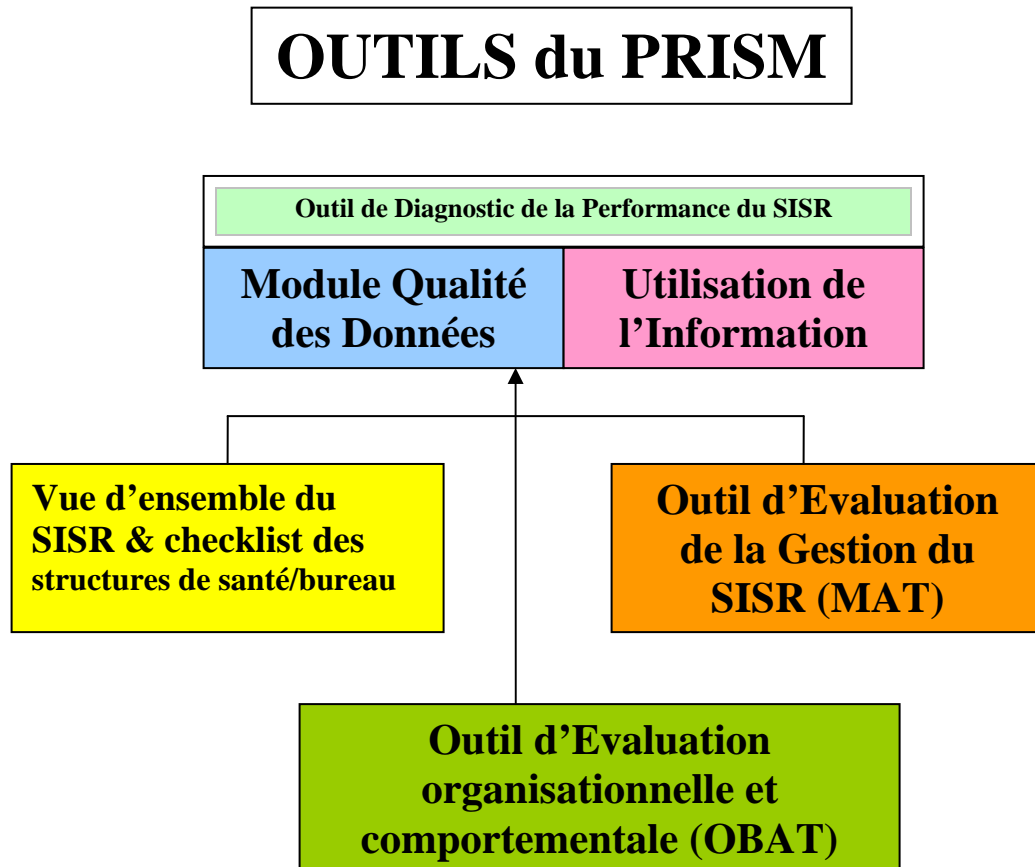 OUTILS du PRISM
Outil de Diagnostic de la Performance du SISR
Module Qualité
des Données
Utilisation de
l’Information
Vue d’ensemble du
SISR & checklist des
structures de santé/bureau
Outil d’Evaluation
de la Gestion du
SISR (MAT)
Outil d’Evaluation
organisationnelle et
comportementale (OBAT)